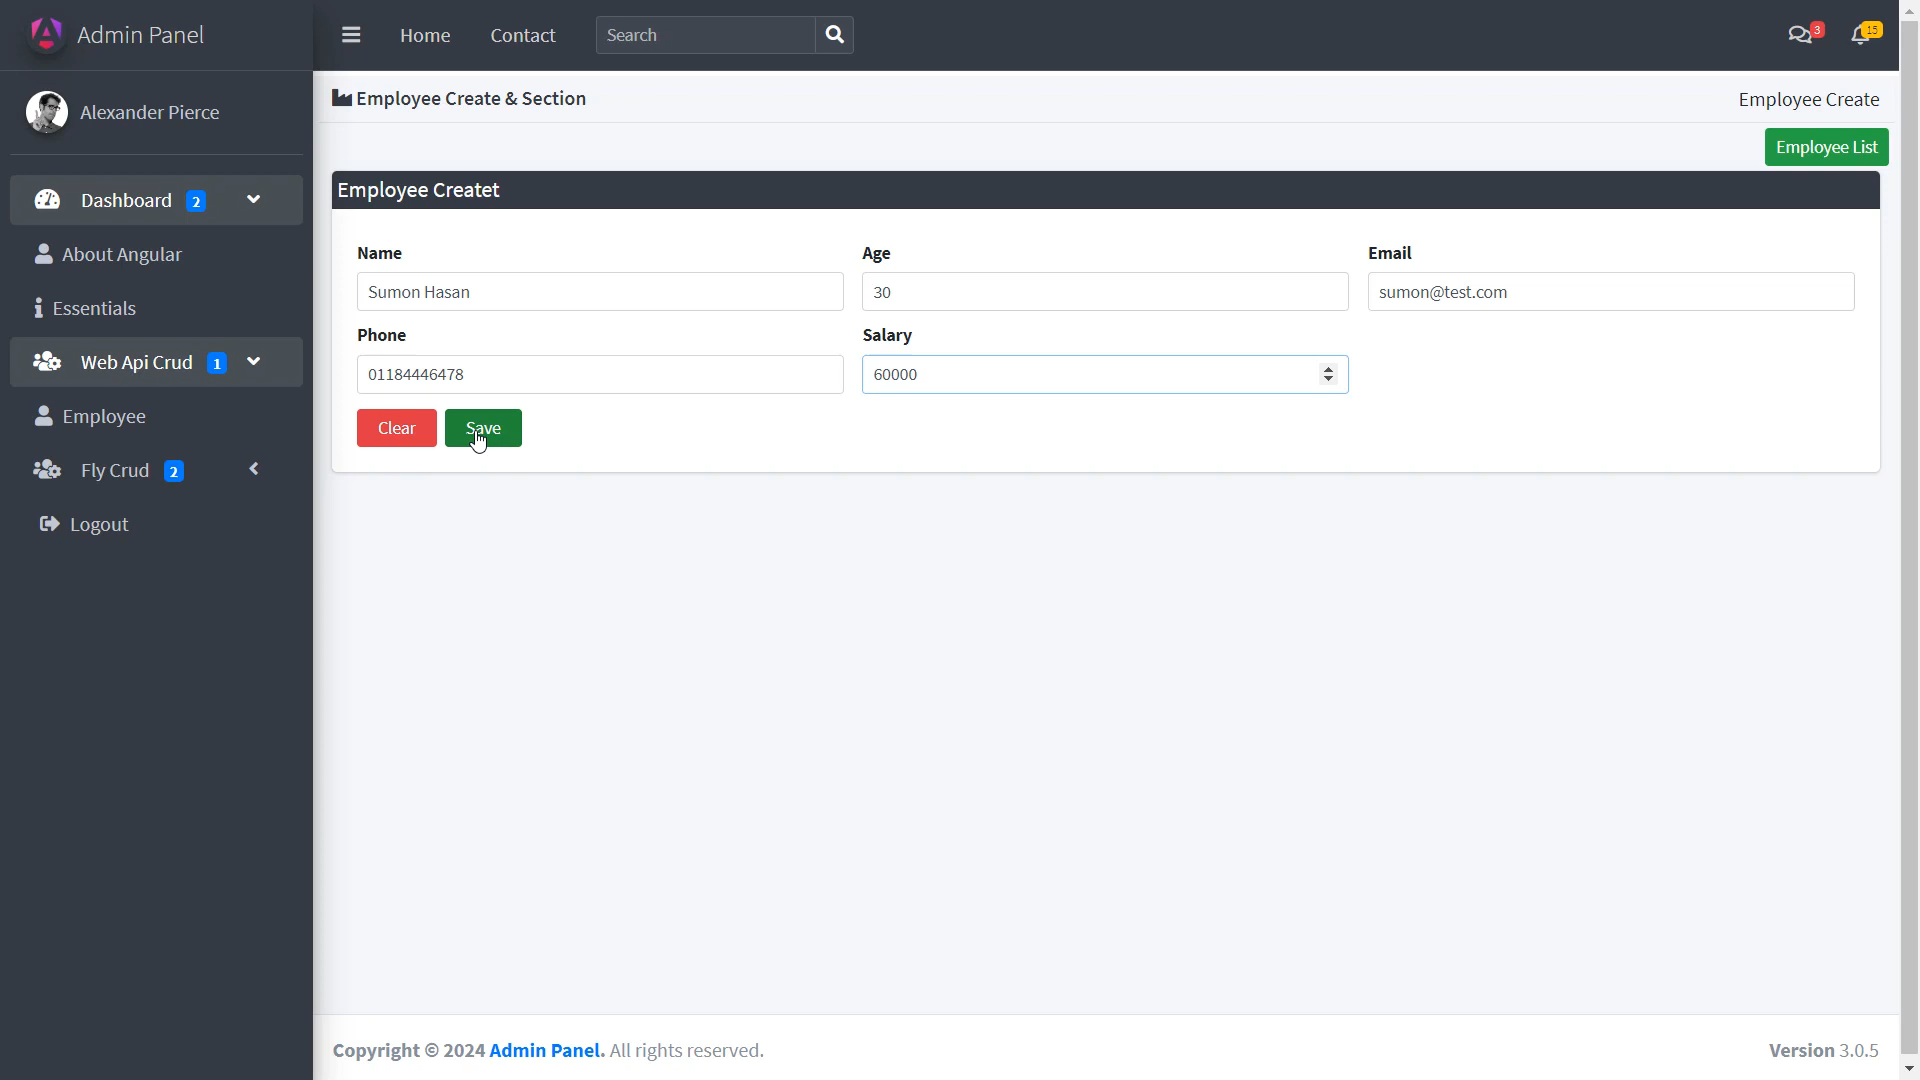 Admin Panel
Home
Contact
Search
3
15
Alexander Pierce
Dashboard 2
About Angular
Essentials
Web Api Crud 1
Employee
Fly Crud 2
Logout
Employee Create & Section
Employee Create
Employee List
Employee Createt
Name
Age
Email
Sumon Hasan
30
sumon@test.com
Phone
Salary
01184446478
60000
Clear
Save
Copyright © 2024 Admin Panel. All rights reserved.
Version 3.0.5